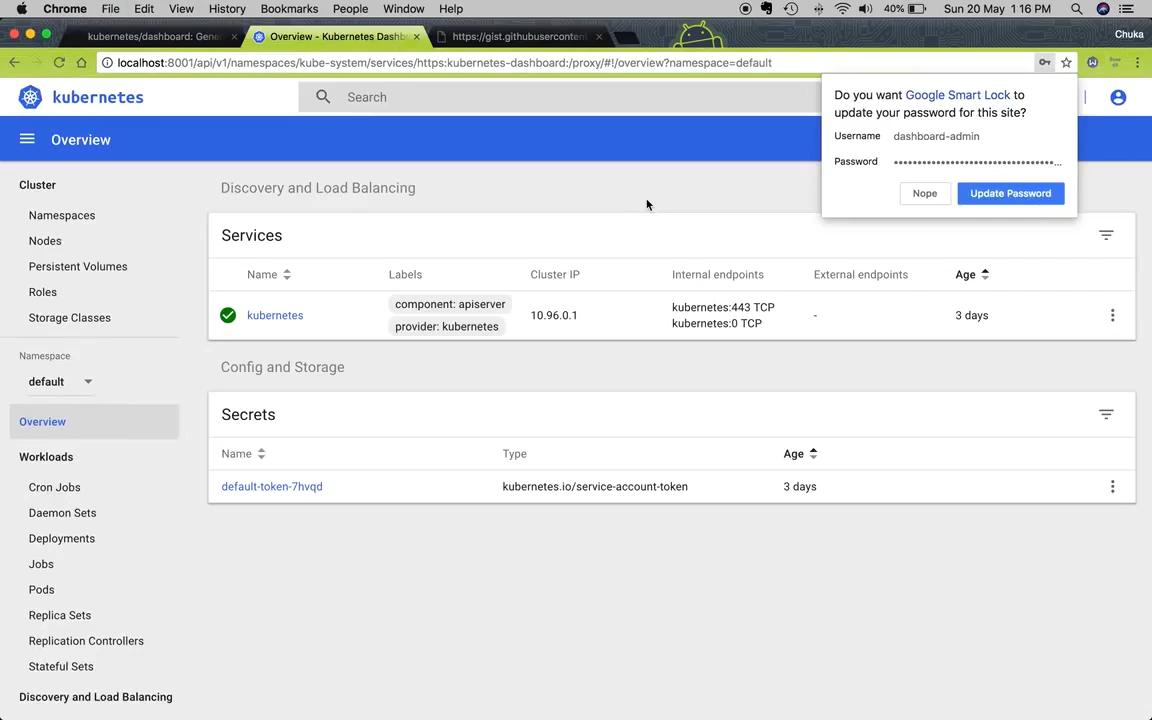 Chrome File Edit View History Bookmarks People Window Help 40% Sun 20 May 1:16 PM
kubernetes/dashboard: Gene Overview - Kubernetes Dashb https://gist.githubusercontent Chuka
localhost:8001/api/v1/namespaces/kube-system/services/https:kubernetes-dashboard:/proxy/#!/overview?namespace=default
kubernetes Search
Overview
Do you want Google Smart Lock to
update your password for this site?
Username dashboard-admin
Password ••••••••••••••••••••••••••••••••••...
Nope Update Password
Cluster
Namespaces
Nodes
Persistent Volumes
Roles
Storage Classes
Namespace
default
Overview
Workloads
Cron Jobs
Daemon Sets
Deployments
Jobs
Pods
Replica Sets
Replication Controllers
Stateful Sets
Discovery and Load Balancing
Discovery and Load Balancing
Services
Name Labels Cluster IP Internal endpoints External endpoints Age
kubernetes component: apiserver 10.96.0.1 kubernetes:443 TCP - 3 days
provider: kubernetes kubernetes:0 TCP
Config and Storage
Secrets
Name Type Age
default-token-7hvqd kubernetes.io/service-account-token 3 days